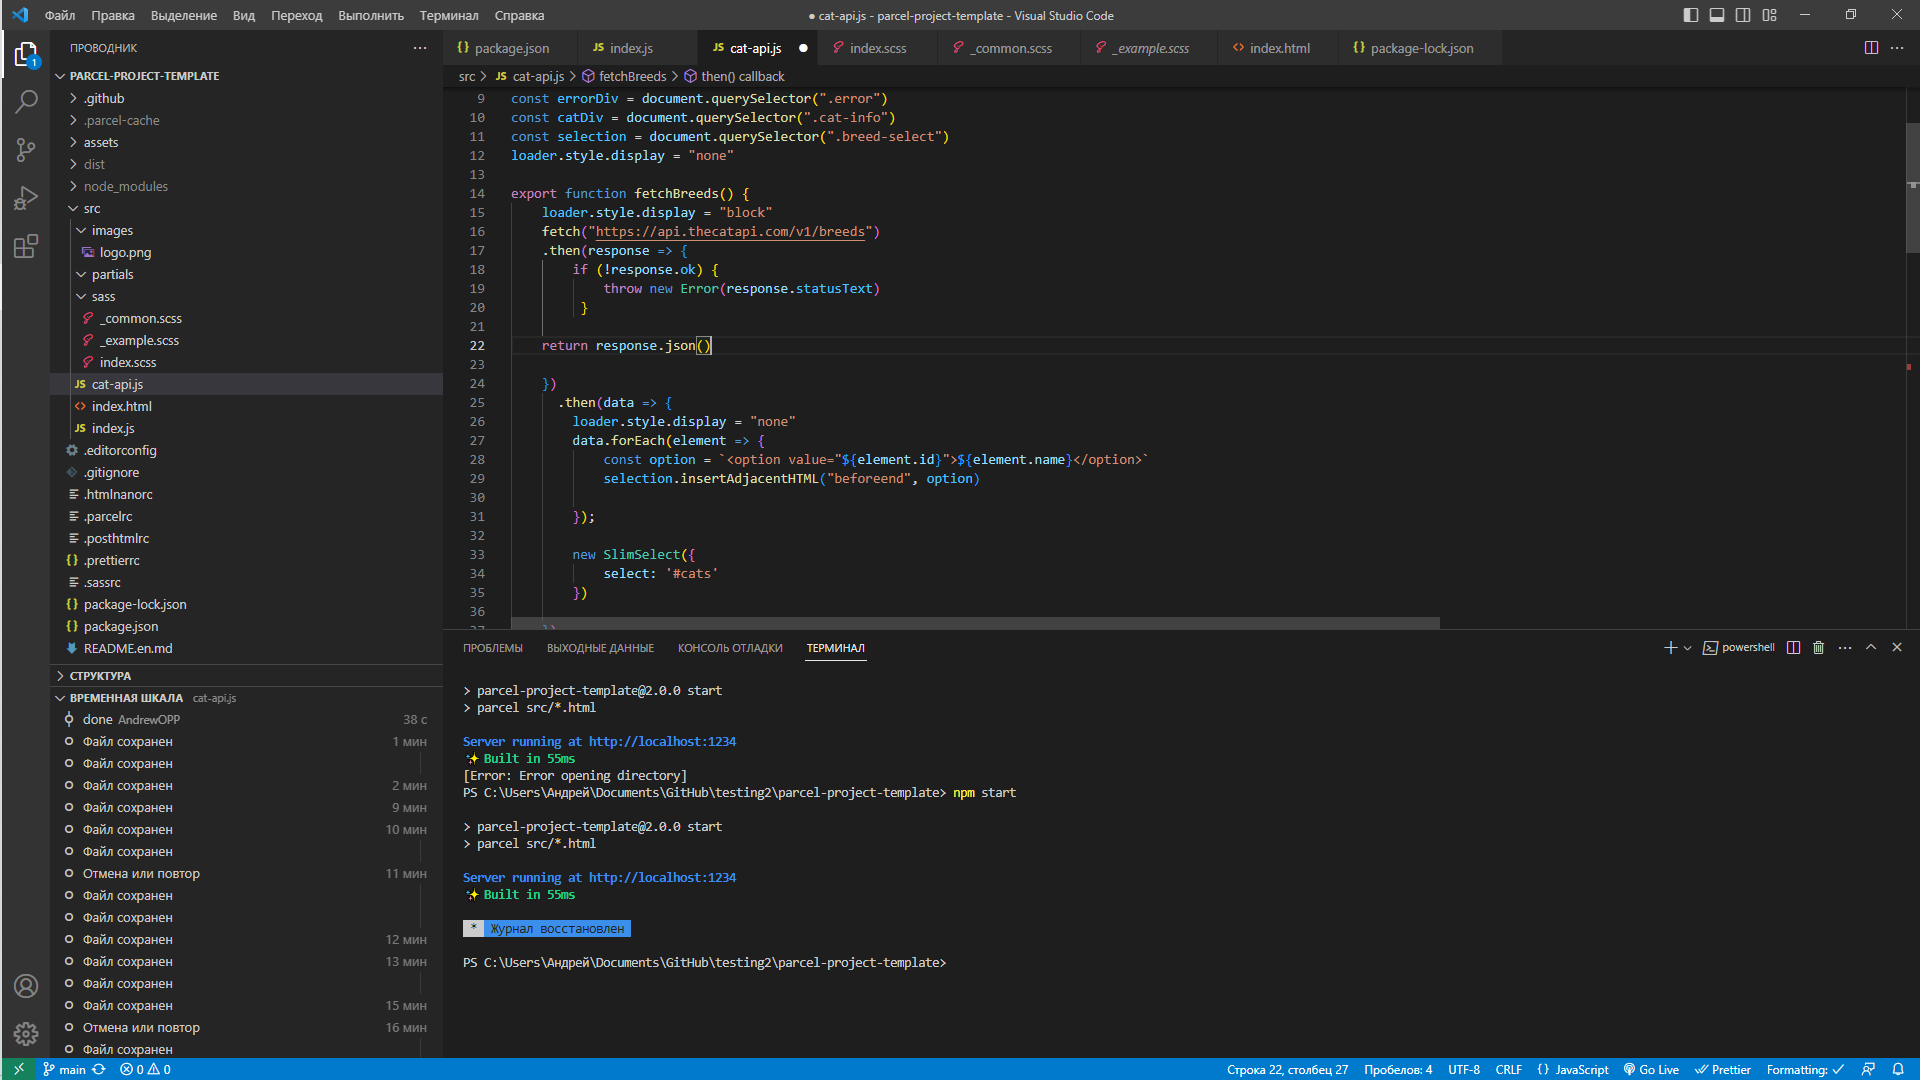 Файл Правка Выделение Вид Переход Выполнить Терминал Справка
● cat-api.js - parcel-project-template - Visual Studio Code
ПРОВОДНИК
PARCEL-PROJECT-TEMPLATE
.github
.parcel-cache
assets
dist
node_modules
src
images
logo.png
partials
sass
_common.scss
_example.scss
index.scss
JS cat-api.js
<> index.html
JS index.js
.editorconfig
.gitignore
.htmlnanorc
.parcelrc
.posthtmlrc
{} .prettierrc
.sassrc
{} package-lock.json
{} package.json
README.en.md
СТРУКТУРА
ВРЕМЕННАЯ ШКАЛА cat-api.js
done AndrewOPP 38 с
Файл сохранен 1 мин
Файл сохранен
Файл сохранен 2 мин
Файл сохранен 9 мин
Файл сохранен 10 мин
Файл сохранен
Отмена или повтор 11 мин
Файл сохранен
Файл сохранен
Файл сохранен 12 мин
Файл сохранен 13 мин
Файл сохранен
Файл сохранен 15 мин
Отмена или повтор 16 мин
Файл сохранен
{} package.json JS index.js JS cat-api.js ● index.scss _common.scss _example.scss <> index.html {} package-lock.json
src > JS cat-api.js > fetchBreeds > then() callback
9 const errorDiv = document.querySelector(".error")
10 const catDiv = document.querySelector(".cat-info")
11 const selection = document.querySelector(".breed-select")
12 loader.style.display = "none"
13
14 export function fetchBreeds() {
15 loader.style.display = "block"
16 fetch("https://api.thecatapi.com/v1/breeds")
17 .then(response => {
18 if (!response.ok) {
19 throw new Error(response.statusText)
20 }
21
22 return response.json()
23
24 })
25 .then(data => {
26 loader.style.display = "none"
27 data.forEach(element => {
28 const option = `<option value="${element.id}">${element.name}</option>`
29 selection.insertAdjacentHTML("beforeend", option)
30
31 });
32
33 new SlimSelect({
34 select: '#cats'
35 })
36
37 })
ПРОБЛЕМЫ ВЫХОДНЫЕ ДАННЫЕ КОНСОЛЬ ОТЛАДКИ ТЕРМИНАЛ
powershell
> parcel-project-template@2.0.0 start
> parcel src/*.html
Server running at http://localhost:1234
✨ Built in 55ms
[Error: Error opening directory]
PS C:\Users\Андрей\Documents\GitHub\testing2\parcel-project-template> npm start
> parcel-project-template@2.0.0 start
> parcel src/*.html
Server running at http://localhost:1234
✨ Built in 55ms
* Журнал восстановлен
PS C:\Users\Андрей\Documents\GitHub\testing2\parcel-project-template>
1
main 0 0
Строка 22, столбец 27 Пробелов: 4 UTF-8 CRLF {} JavaScript Go Live Prettier Formatting: ✓